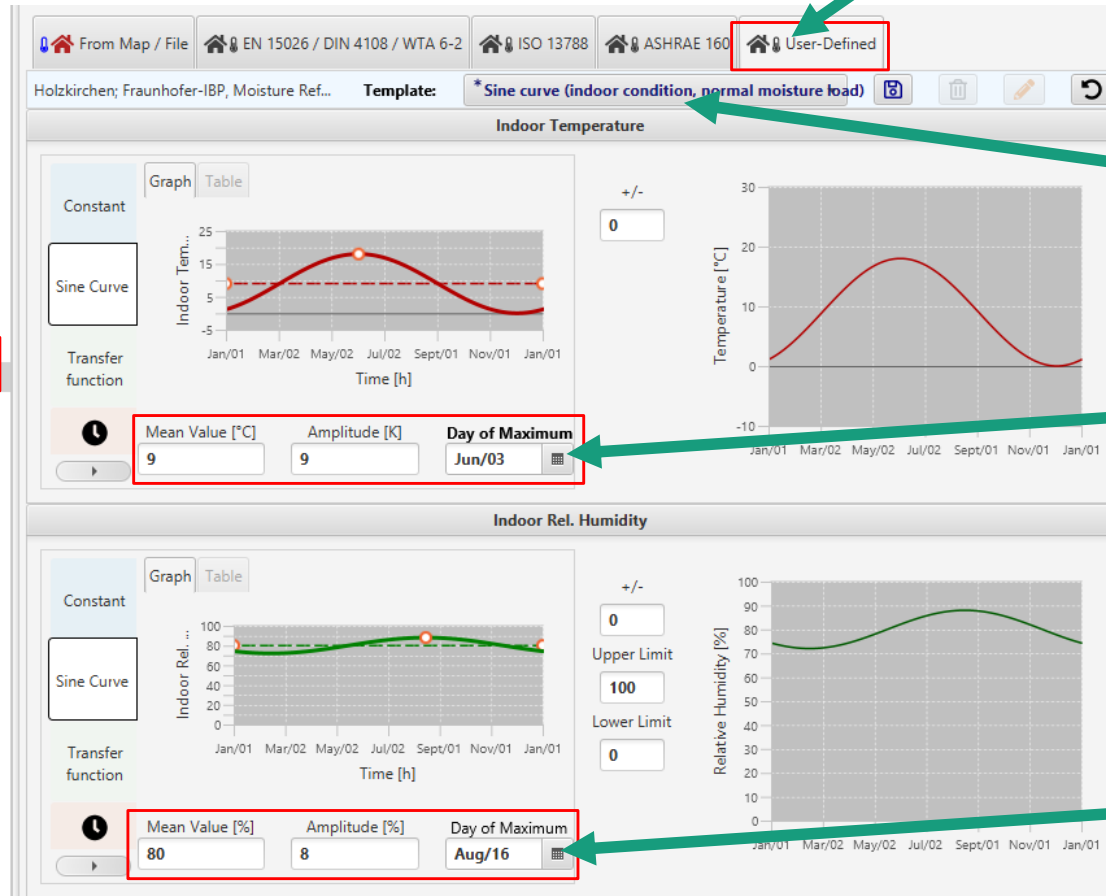 From Map / File
EN 15026 / DIN 4108 / WTA 6-2
ISO 13788
ASHRAE 160
User-Defined
Holzkirchen; Fraunhofer-IBP, Moisture Ref...
Template:
*Sine curve (indoor condition, normal moisture load)
Indoor Temperature
Constant
Sine Curve
Transfer
function
Graph
Table
Indoor Tem...
25
15
5
-5
Jan/01 Mar/02 May/02 Jul/02 Sept/01 Nov/01 Jan/01
Time [h]
Mean Value [°C] Amplitude [K] Day of Maximum
9 9 Jun/03
+/-
0
Temperature [°C]
30
20
10
0
-10
Jan/01 Mar/02 May/02 Jul/02 Sept/01 Nov/01 Jan/01
Indoor Rel. Humidity
Constant
Sine Curve
Transfer
function
Graph
Table
Indoor Rel. ...
100
80
60
40
20
0
Jan/01 Mar/02 May/02 Jul/02 Sept/01 Nov/01 Jan/01
Time [h]
Mean Value [%] Amplitude [%] Day of Maximum
80 8 Aug/16
+/-
0
Upper Limit
100
Lower Limit
0
Relative Humidity [%]
100
90
80
70
60
50
40
30
20
10
0
Jan/01 Mar/02 May/02 Jul/02 Sept/01 Nov/01 Jan/01